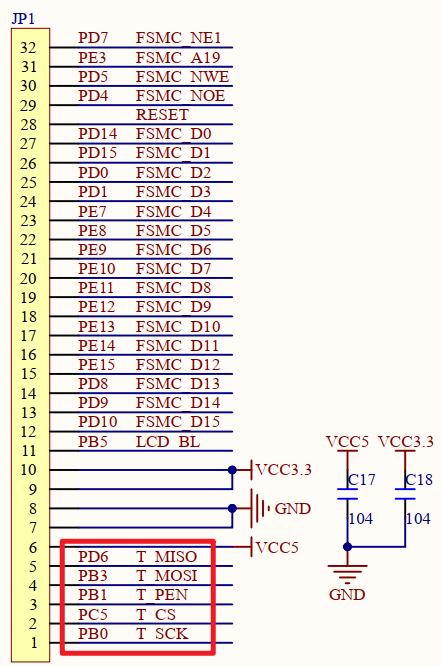 JP1
32 PD7 FSMC_NE1
31 PE3 FSMC_A19
30 PD5 FSMC_NWE
29 PD4 FSMC_NOE
28 RESET
27 PD14 FSMC_D0
26 PD15 FSMC_D1
25 PD0 FSMC_D2
24 PD1 FSMC_D3
23 PE7 FSMC_D4
22 PE8 FSMC_D5
21 PE9 FSMC_D6
20 PE10 FSMC_D7
19 PE11 FSMC_D8
18 PE12 FSMC_D9
17 PE13 FSMC_D10
16 PE14 FSMC_D11
15 PE15 FSMC_D12
14 PD8 FSMC_D13
13 PD9 FSMC_D14
12 PD10 FSMC_D15
11 PB5 LCD_BL
10 VCC3.3
9
8 GND
7
6 VCC5
5 PD6 T_MISO
4 PB3 T_MOSI
3 PB1 T_PEN
2 PC5 T_CS
1 PB0 T_SCK
VCC5 VCC3.3
C17 C18
104 104
GND